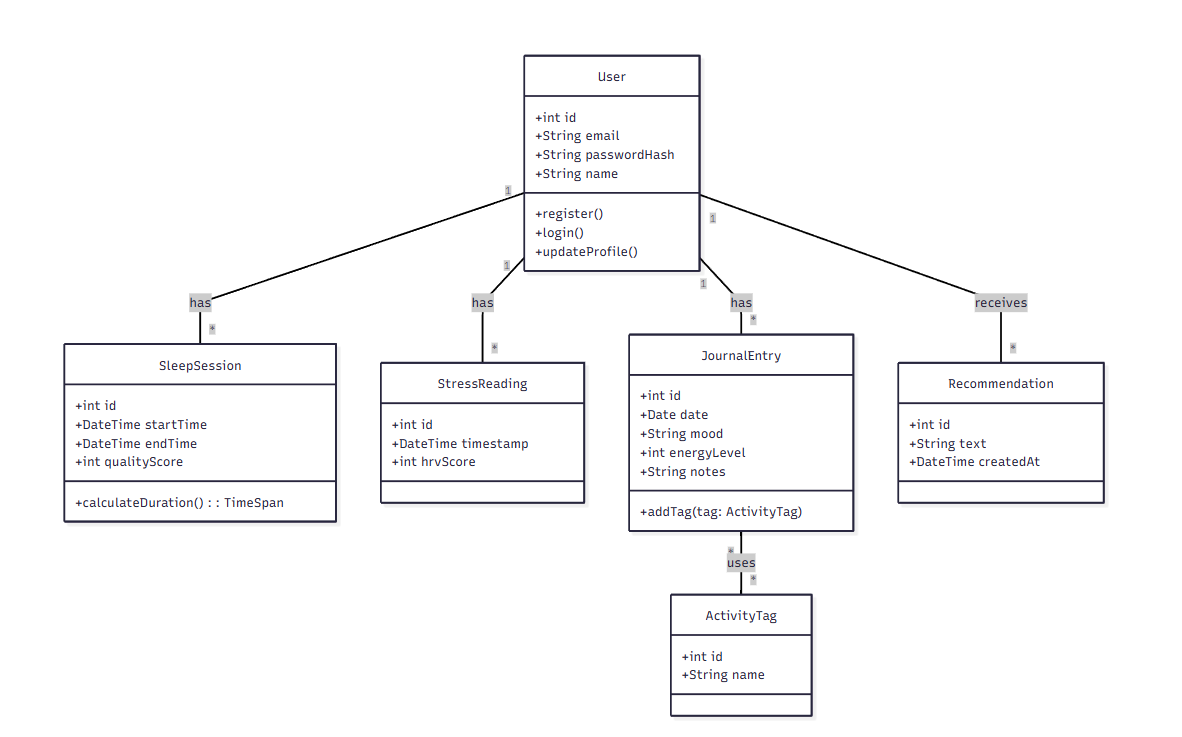 User
+int id
+String email
+String passwordHash
+String name
+register()
+login()
+updateProfile()
1
1
1
1
has
has
has
receives
*
*
*
*
SleepSession
+int id
+DateTime startTime
+DateTime endTime
+int qualityScore
+calculateDuration() : : TimeSpan
StressReading
+int id
+DateTime timestamp
+int hrvScore
JournalEntry
+int id
+Date date
+String mood
+int energyLevel
+String notes
+addTag(tag: ActivityTag)
Recommendation
+int id
+String text
+DateTime createdAt
*
uses
*
ActivityTag
+int id
+String name